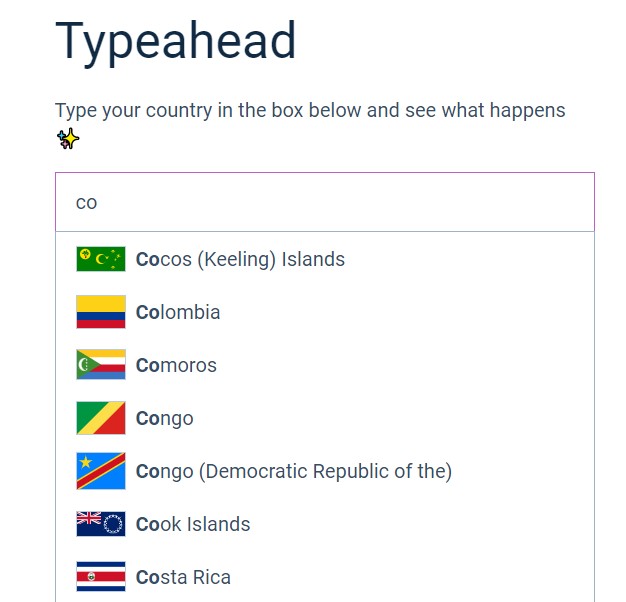 Typeahead
Type your country in the box below and see what happens
✨
co
Cocos (Keeling) Islands
Colombia
Comoros
Congo
Congo (Democratic Republic of the)
Cook Islands
Costa Rica